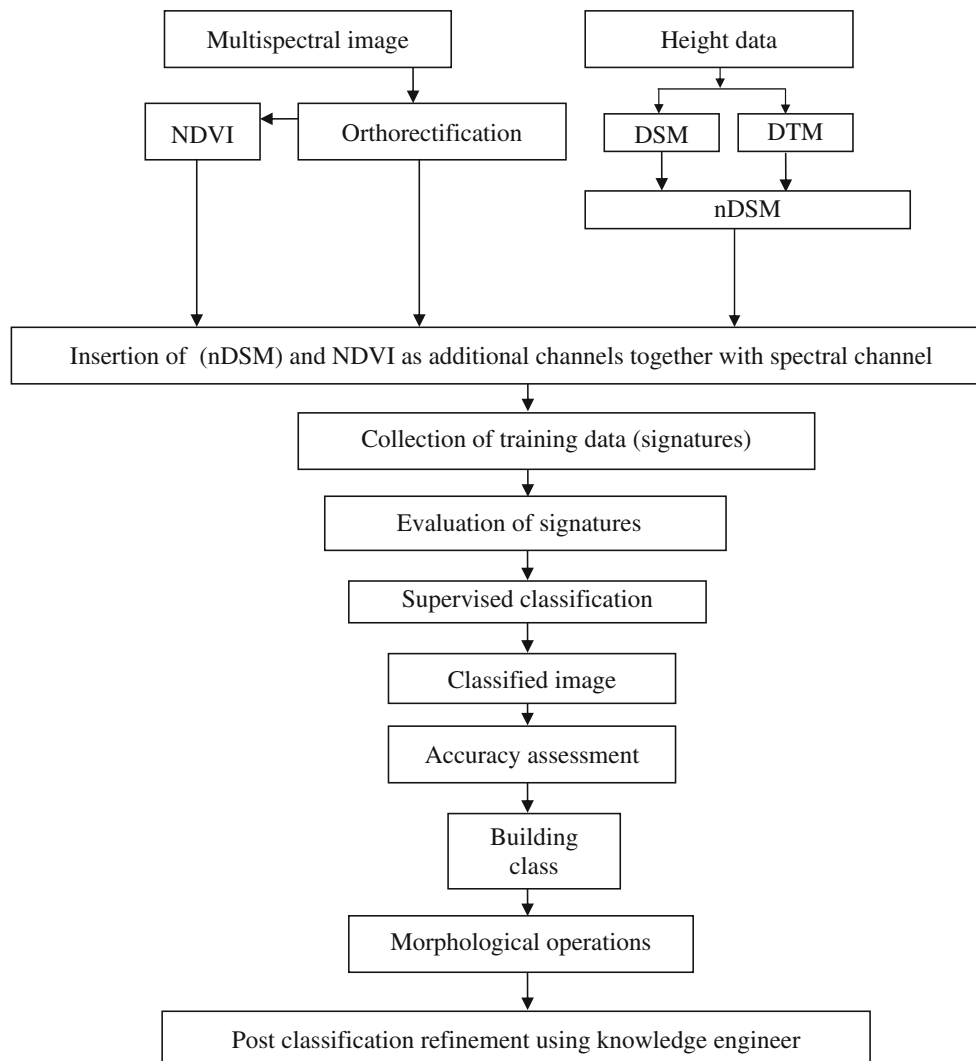 Multispectral image
Height data
NDVI
Orthorectification
DSM
DTM
nDSM
Insertion of (nDSM) and NDVI as additional channels together with spectral channel
Collection of training data (signatures)
Evaluation of signatures
Supervised classification
Classified image
Accuracy assessment
Building
class
Morphological operations
Post classification refinement using knowledge engineer